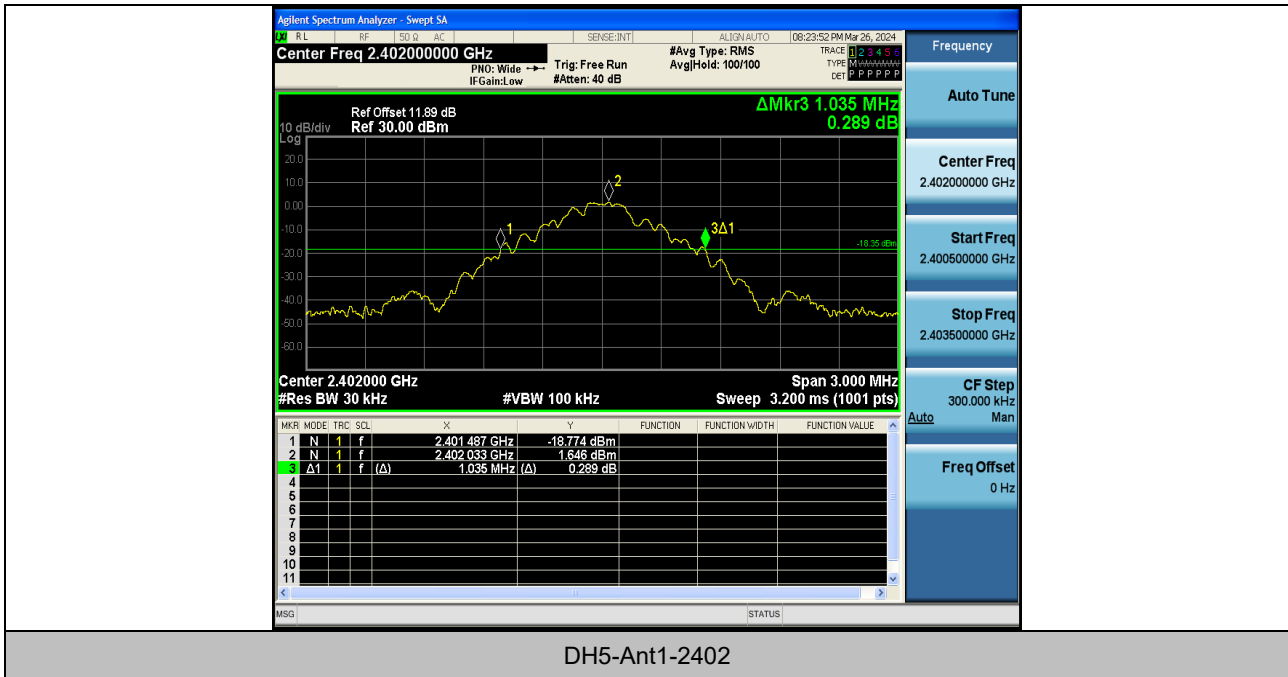 Agilent Spectrum Analyzer - Swept SA
LXI RL RF 50 Ω AC SENSE:INT ALIGN AUTO 08:23:52 PM Mar 26, 2024
Center Freq 2.402000000 GHz
PNO: Wide
IFGain:Low
Trig: Free Run
#Atten: 40 dB
#Avg Type: RMS
Avg|Hold: 100/100
TRACE 1 2 3 4 5 6
TYPE M
DET P P P P P P
ΔMkr3 1.035 MHz
0.289 dB
Ref Offset 11.89 dB
10 dB/div Ref 30.00 dBm
Log
20.0
10.0
0.00
-10.0
-20.0
-30.0
-40.0
-50.0
-60.0
1
2
3Δ1
-18.35 dBm
Center 2.402000 GHz Span 3.000 MHz
#Res BW 30 kHz #VBW 100 kHz Sweep 3.200 ms (1001 pts)
MKR MODE TRC SCL X Y FUNCTION FUNCTION WIDTH FUNCTION VALUE
1 N 1 f 2.401 487 GHz -18.774 dBm
2 N 1 f 2.402 033 GHz 1.646 dBm
3 Δ1 1 f (Δ) 1.035 MHz (Δ) 0.289 dB
4
5
6
7
8
9
10
11
MSG STATUS
Frequency
Auto Tune
Center Freq
2.402000000 GHz
Start Freq
2.400500000 GHz
Stop Freq
2.403500000 GHz
CF Step
300.000 kHz
Auto Man
Freq Offset
0 Hz
DH5-Ant1-2402